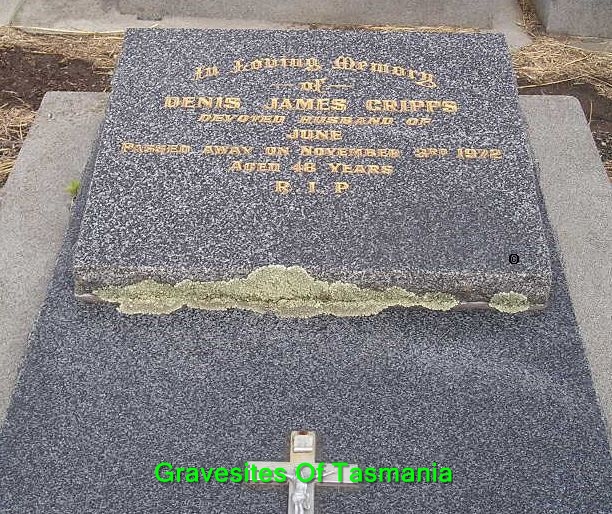 In Loving Memory
of
DENIS JAMES CRIPPS
DEVOTED HUSBAND OF
JUNE
PASSED AWAY ON NOVEMBER 3RD 1972
AGED 48 YEARS
R.I.P
Gravesites Of Tasmania